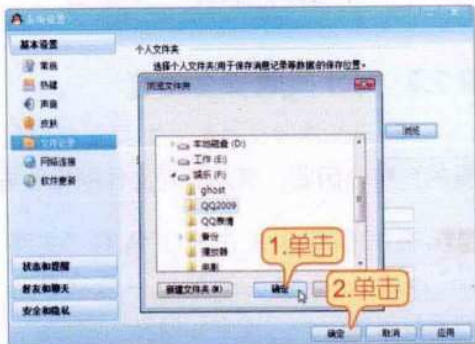 系统设置
基本设置
个人文件夹
选择个人文件夹(用于保存消息记录等数据)的保存位置。
常规
热键
声音
皮肤
文件记录
网络连接
软件更新
浏览文件夹
浏览
本地磁盘 (D:)
工作 (E:)
娱乐 (F:)
ghost
QQ2009
QQ表情
备份
播放器
电影
1.单击
新建文件夹(N)
确定
2.单击
状态和提醒
好友和聊天
安全和隐私
确定
取消
应用